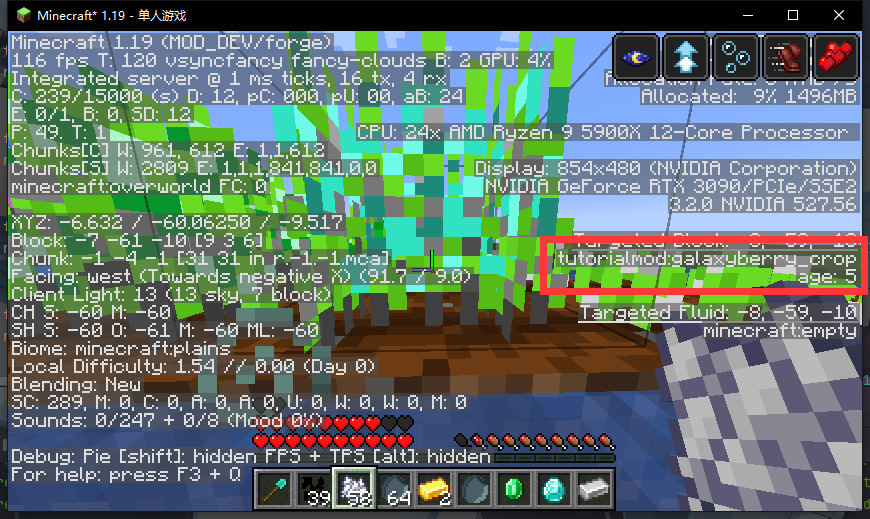 Minecraft* 1.19 - 单人游戏
Minecraft 1.19 (MOD_DEV/forge)
116 fps T: 120 vsyncfancy fancy-clouds B: 2 GPU: 4%
Integrated server @ 1 ms ticks, 16 tx, 4 rx
C: 239/15000 (s) D: 12, pC: 000, pU: 00, aB: 24
E: 0/1, B: 0, SD: 12
P: 49. T: 1
Chunks[C] W: 961, 612 E: 1,1,612
Chunks[S] W: E: 1,1,841,841,0,0
minecraft:overworld FC: 0
XYZ: -6.632 / -60.06250 / -9.517
Block: -7 -61 -10 [9 3 6]
Chunk: -1 -4 -1 [31 31 in r.-1.-1.mca]
Facing: west (Towards negative X) (91.7 / -9.0)
Client Light: 13 (13 sky, 7 block)
CH S: -60 M: -60
SH S: -60 O: -61 M: -60 ML: -60
Biome: minecraft:plains
Local Difficulty: 1.54 // 0.00 (Day 0)
Blending: New
SC: 289, M: 0, C: 0, A: 0, A: 0, U: 0, W: 0, W: 0, M: 0
Sounds: 0/247 + 0/8 (Mood 0%)
Debug: Pie [shift]: hidden FPS + TPS [alt]: hidden
For help: press F3 + Q
Allocated: 9% 1496MB
CPU: 24x AMD Ryzen 9 5900X 12-Core Processor
Display: 854x480 (NVIDIA Corporation)
NVIDIA GeForce RTX 3090/PCIe/SSE2
3.2.0 NVIDIA 527.56
Targeted Block: -8, -59, -10
tutorialmod:galaxyberry_crop
age: 5
Targeted Fluid: -8, -59, -10
minecraft:empty
39
58
64
2